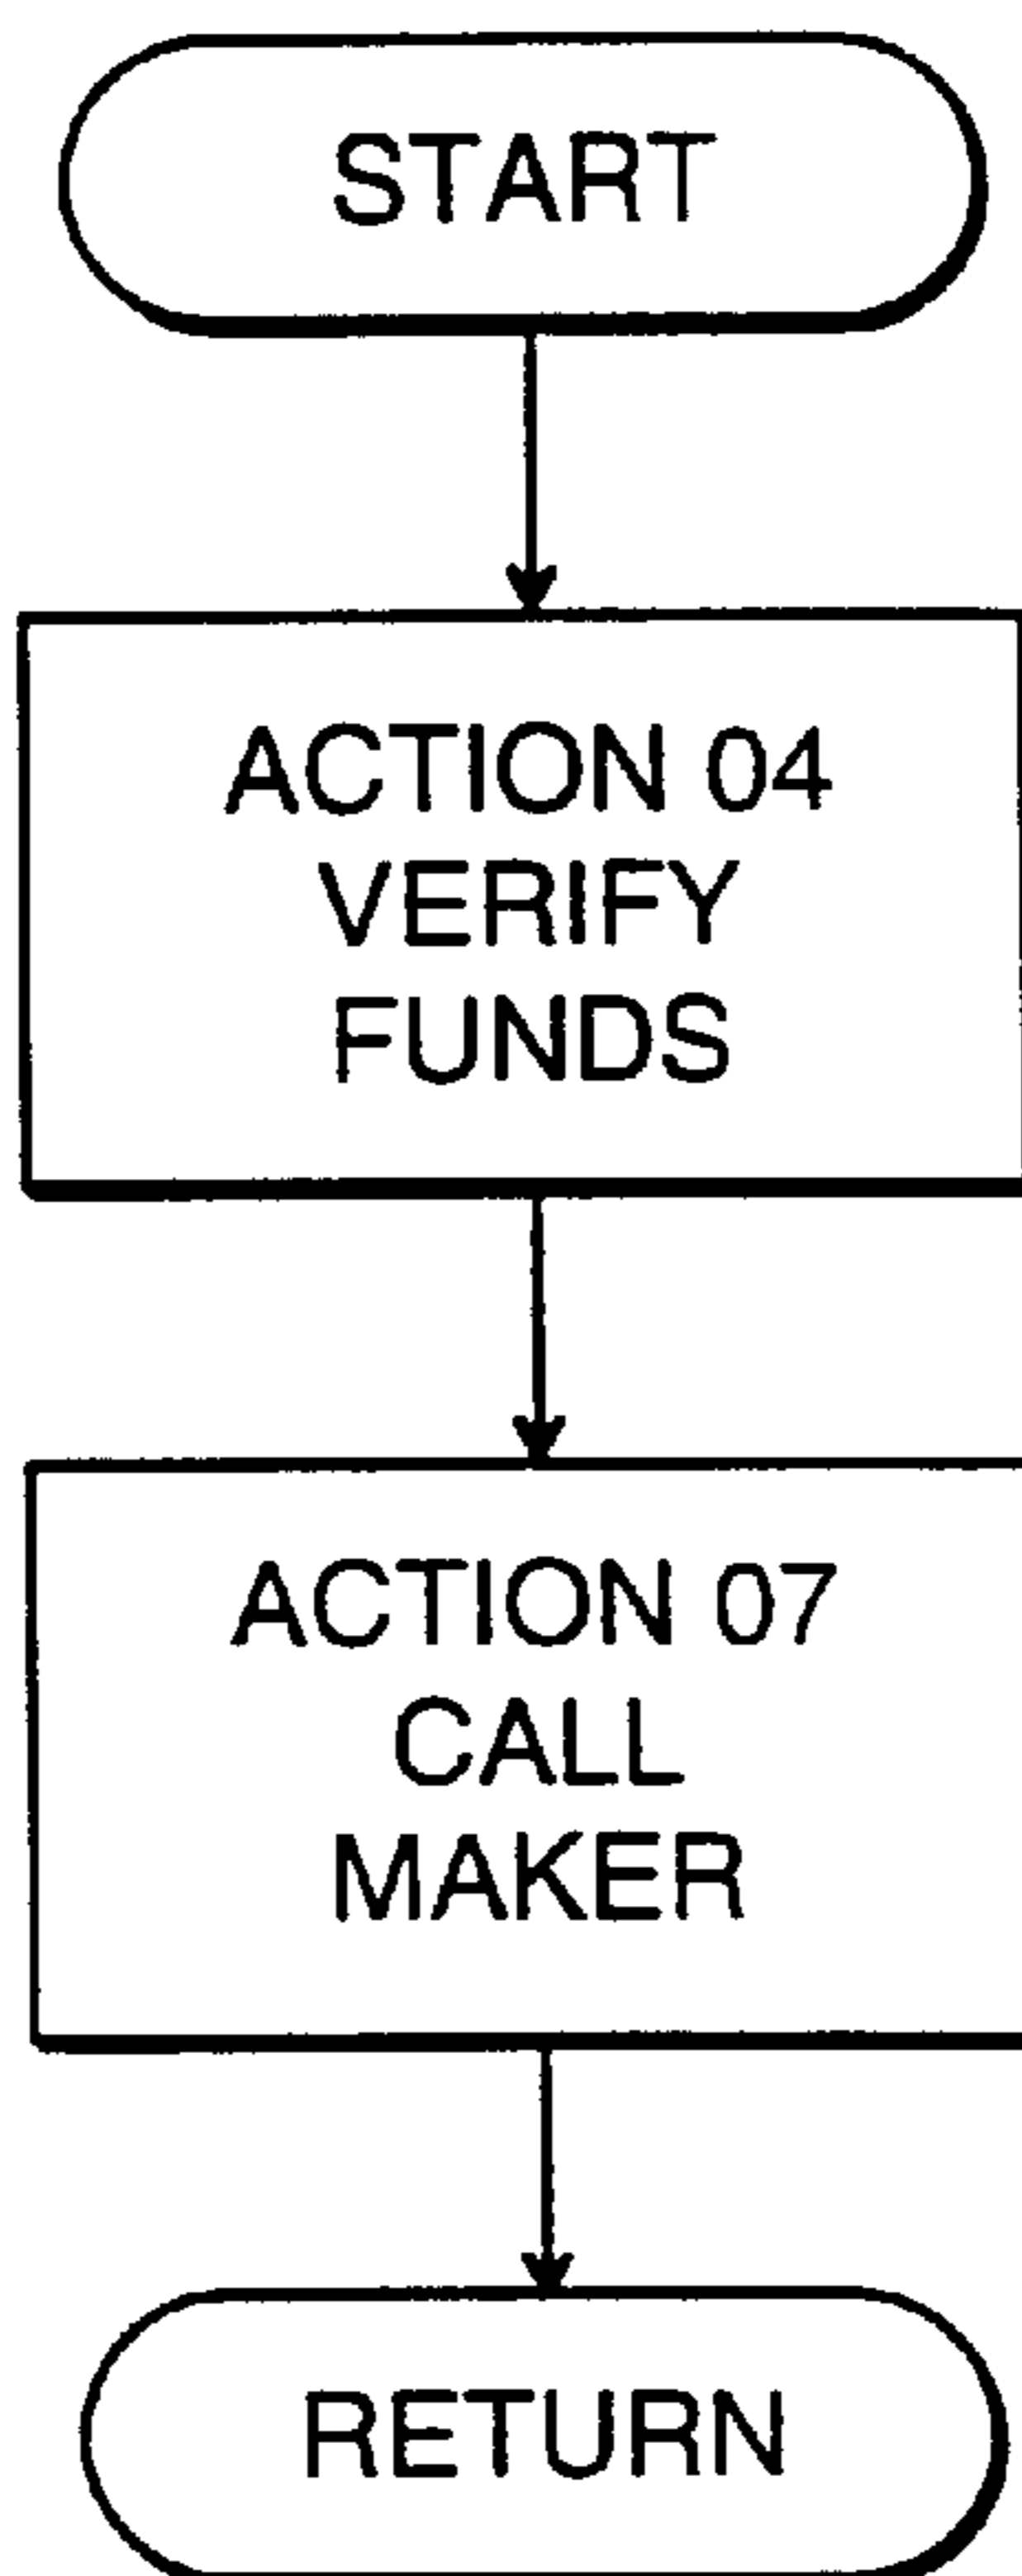 START
ACTION 04
VERIFY
FUNDS
ACTION 07
CALL
MAKER
RETURN